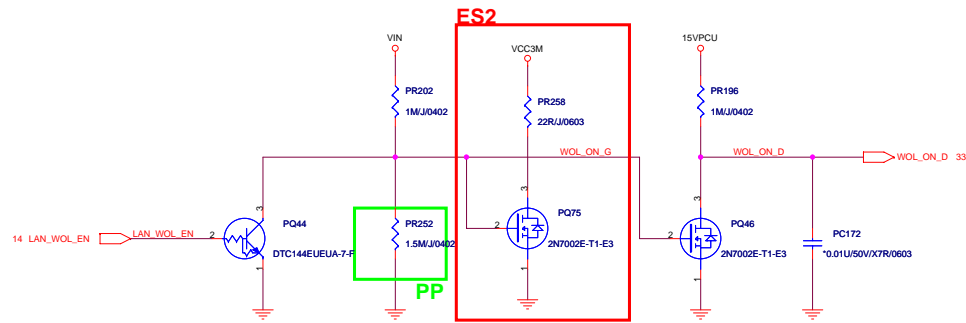 ES2
VIN
VCC3M
15VPCU
PR202
1M/J/0402
PR258
22R/J/0603
PR196
1M/J/0402
WOL_ON_G
WOL_ON_D
WOL_ON_D 33
3
3
3
14 LAN_WOL_EN
LAN_WOL_EN
2
PQ44
DTC144EUEUA-7-F
1
PR252
1.5M/J/0402
PP
2
PQ75
2N7002E-T1-E3
1
2
PQ46
2N7002E-T1-E3
1
PC172
*0.01U/50V/X7R/0603